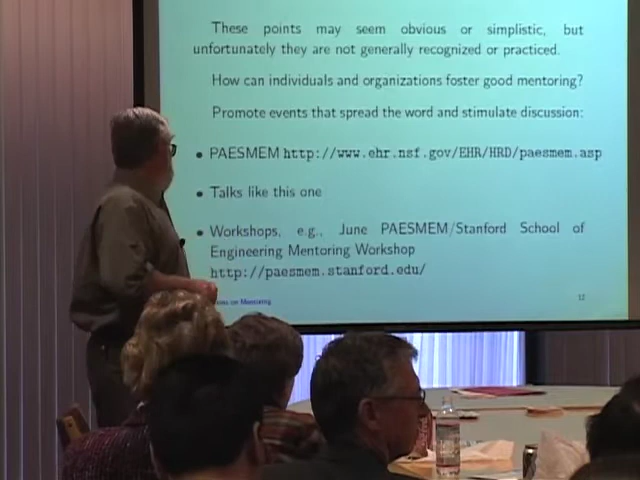 These points may seem obvious or simplistic, but
unfortunately they are not generally recognized or practiced.
How can individuals and organizations foster good mentoring?
Promote events that spread the word and stimulate discussion:
• PAESMEM http://www.ehr.nsf.gov/EHR/HRD/paesmem.asp
• Talks like this one
• Workshops, e.g., June PAESMEM/Stanford School of
Engineering Mentoring Workshop
http://paesmem.stanford.edu/
on Mentoring
12